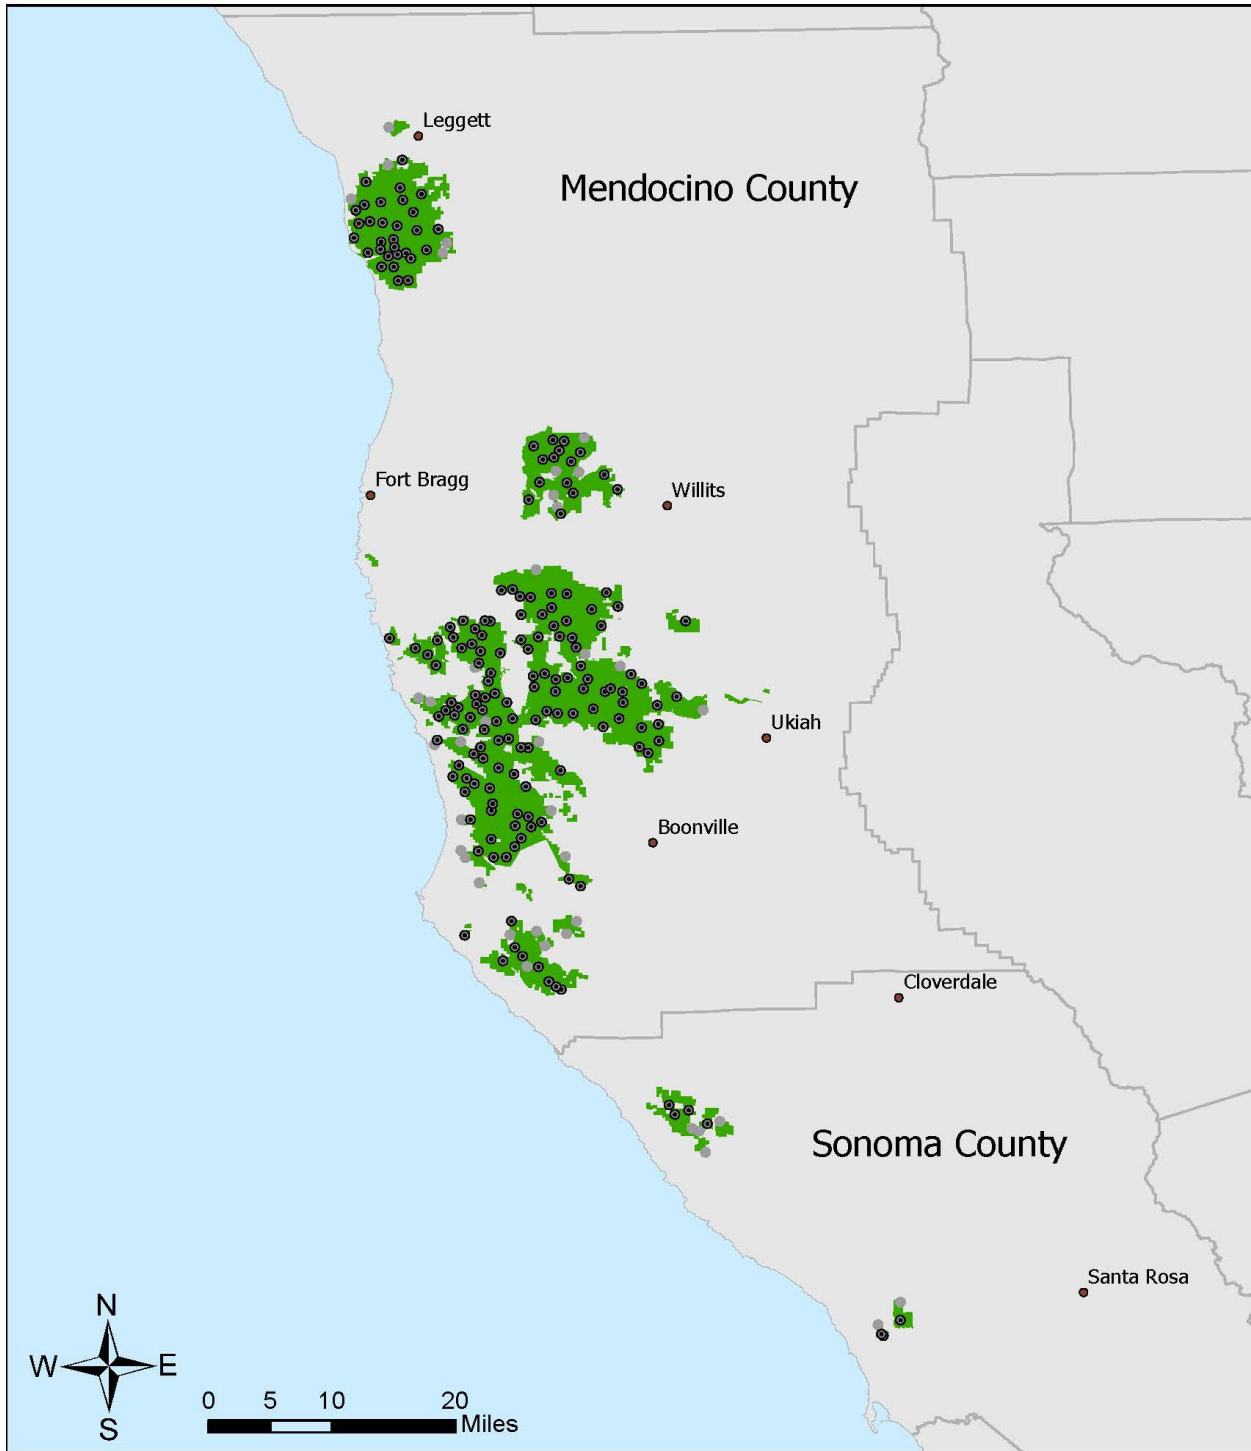 Leggett
Mendocino County
Fort Bragg
Willits
Ukiah
Boonville
Cloverdale
Sonoma County
Santa Rosa
N
W E
S
0 5 10 20
Miles